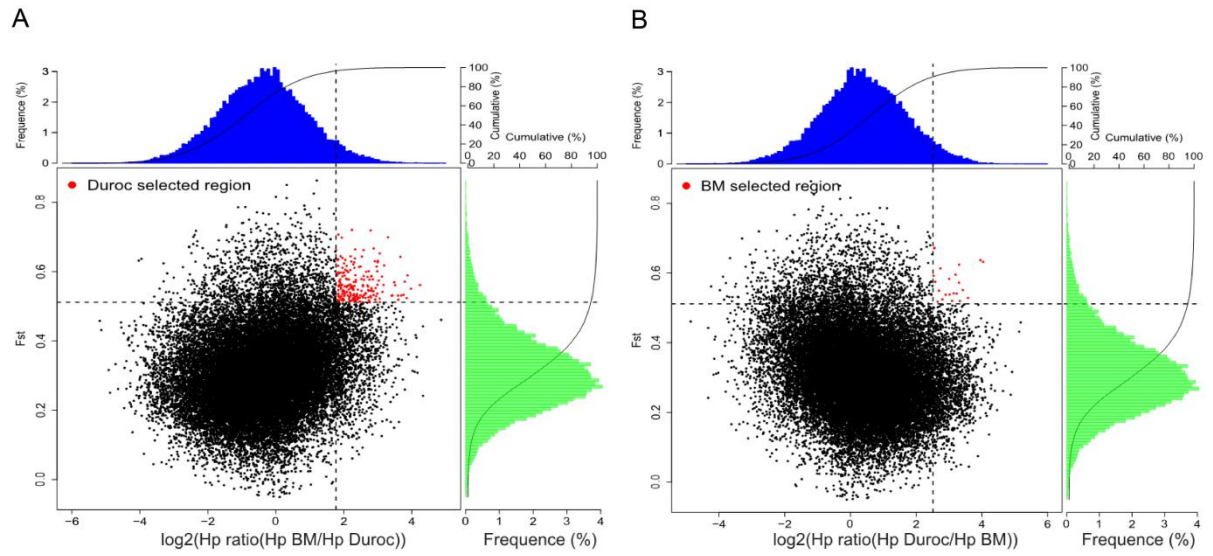 A
Frequence (%)
3
2
1
0
100
80
60
40
20
0
Cumulative (%)
Cumulative (%)
0 20 40 60 80 100
Duroc selected region
Fst
0.8
0.6
0.4
0.2
0.0
−6 −4 −2 0 2 4
log2(Hp ratio(Hp BM/Hp Duroc))
0 1 2 3 4
Frequence (%)
B
Frequence (%)
3
2
1
0
100
80
60
40
20
0
Cumulative (%)
Cumulative (%)
0 20 40 60 80 100
BM selected region
Fst
0.8
0.6
0.4
0.2
0.0
−4 −2 0 2 4 6
log2(Hp ratio(Hp Duroc/Hp BM))
0 1 2 3 4
Frequence (%)